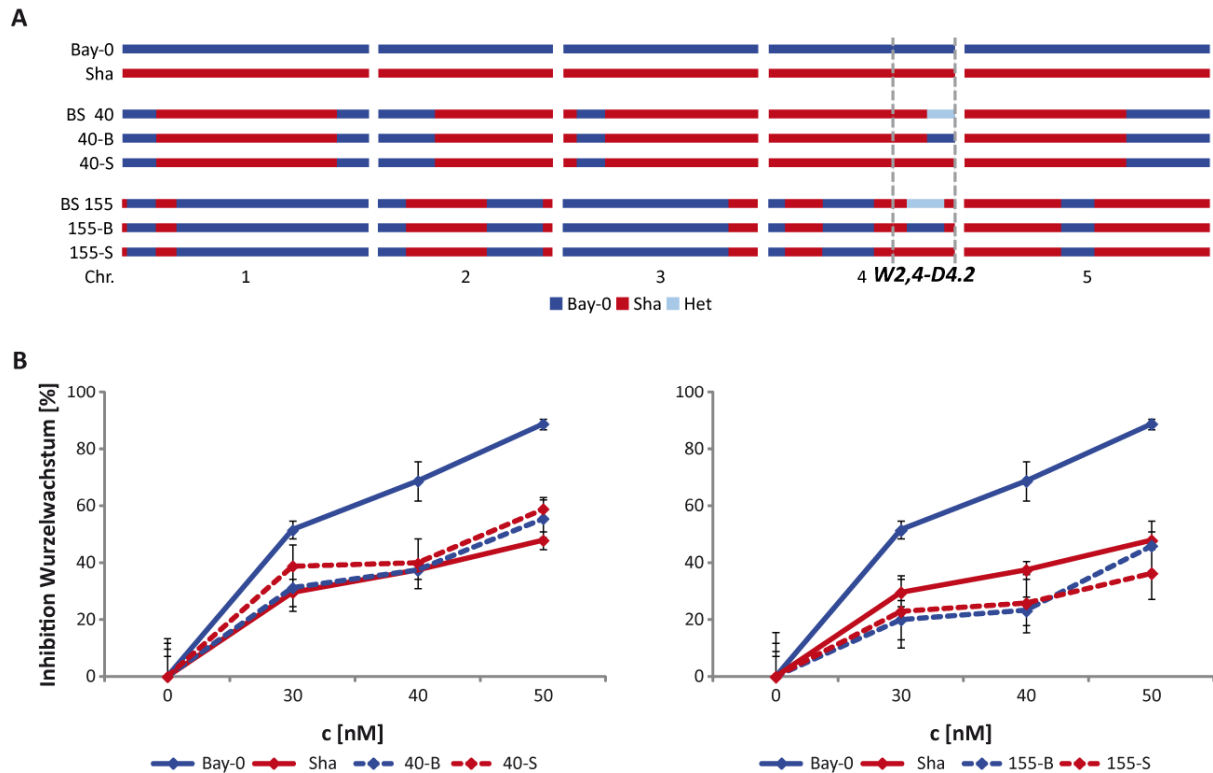 A
Bay-0
Sha
BS 40
40-B
40-S
BS 155
155-B
155-S
Chr. 1 2 3 4 W2,4-D4.2 5
Bay-0 Sha Het
B
Inhibition Wurzelwachstum [%]
100
80
60
40
20
0
0 30 40 50
c [nM]
Bay-0 Sha 40-B 40-S
100
80
60
40
20
0
0 30 40 50
c [nM]
Bay-0 Sha 155-B 155-S